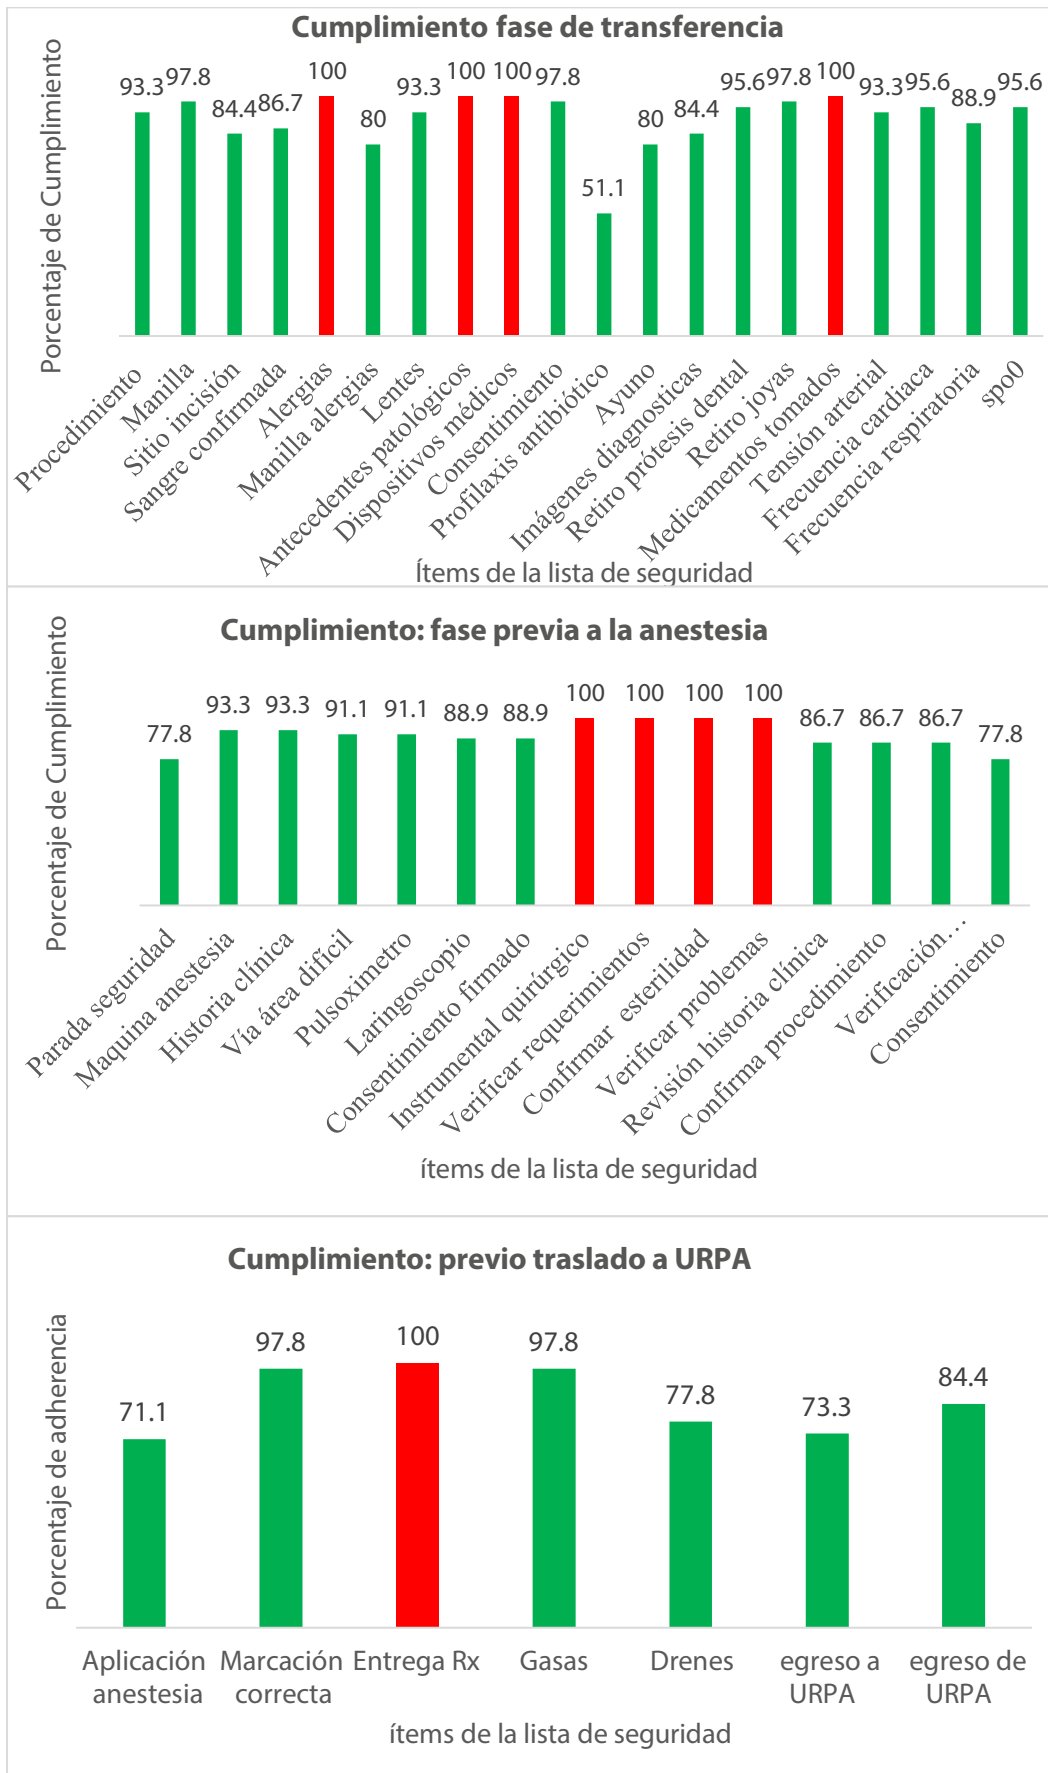 Cumplimiento fase de transferencia
Porcentaje de Cumplimiento
93.3
97.8
84.4
86.7
100
80
93.3
100
100
97.8
51.1
80
84.4
95.6
97.8
100
93.3
95.6
88.9
95.6
Procedimiento
Manilla
Sitio incisión
Sangre confirmada
Alergias
Manilla alergias
Lentes
Antecedentes patológicos
Dispositivos médicos
Consentimiento
Profilaxis antibiótico
Ayuno
Imágenes diagnosticas
Retiro prótesis dental
Retiro joyas
Medicamentos tomados
Tensión arterial
Frecuencia cardiaca
Frecuencia respiratoria
spo0
Ítems de la lista de seguridad
Cumplimiento: fase previa a la anestesia
Porcentaje de Cumplimiento
77.8
93.3
93.3
91.1
91.1
88.9
88.9
100
100
100
100
86.7
86.7
86.7
77.8
Parada seguridad
Maquina anestesia
Historia clínica
Vía área difícil
Pulsoximetro
Laringoscopio
Consentimiento firmado
Instrumental quirúrgico
Verificar requerimientos
Confirmar esterilidad
Verificar problemas
Revisión historia clínica
Confirma procedimiento
Verificación…
Consentimiento
ítems de la lista de seguridad
Cumplimiento: previo traslado a URPA
Porcentaje de adherencia
71.1
97.8
100
97.8
77.8
73.3
84.4
Aplicación
anestesia
Marcación
correcta
Entrega Rx
Gasas
Drenes
egreso a
URPA
egreso de
URPA
ítems de la lista de seguridad